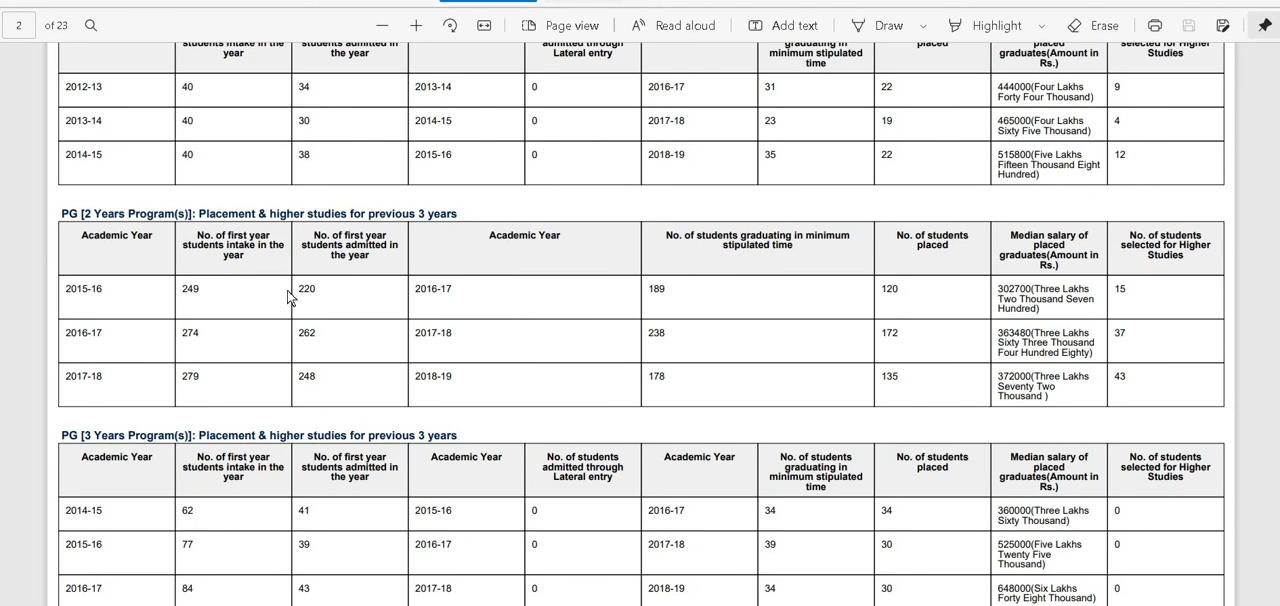 2 of 23 Page view Read aloud Add text Draw Highlight Erase
students intake in the year
students admitted in the year
admitted through Lateral entry
graduating in minimum stipulated time
placed
placed graduates(Amount in Rs.)
selected for Higher Studies
2012-13 40 34 2013-14 0 2016-17 31 22 444000(Four Lakhs Forty Four Thousand) 9
2013-14 40 30 2014-15 0 2017-18 23 19 465000(Four Lakhs Sixty Five Thousand) 4
2014-15 40 38 2015-16 0 2018-19 35 22 515800(Five Lakhs Fifteen Thousand Eight Hundred) 12
PG [2 Years Program(s)]: Placement & higher studies for previous 3 years
Academic Year
No. of first year students intake in the year
No. of first year students admitted in the year
Academic Year
No. of students graduating in minimum stipulated time
No. of students placed
Median salary of placed graduates(Amount in Rs.)
No. of students selected for Higher Studies
2015-16 249 220 2016-17 189 120 302700(Three Lakhs Two Thousand Seven Hundred) 15
2016-17 274 262 2017-18 238 172 363480(Three Lakhs Sixty Three Thousand Four Hundred Eighty) 37
2017-18 279 248 2018-19 178 135 372000(Three Lakhs Seventy Two Thousand ) 43
PG [3 Years Program(s)]: Placement & higher studies for previous 3 years
Academic Year
No. of first year students intake in the year
No. of first year students admitted in the year
Academic Year
No. of students admitted through Lateral entry
Academic Year
No. of students graduating in minimum stipulated time
No. of students placed
Median salary of placed graduates(Amount in Rs.)
No. of students selected for Higher Studies
2014-15 62 41 2015-16 0 2016-17 34 34 360000(Three Lakhs Sixty Thousand) 0
2015-16 77 39 2016-17 0 2017-18 39 30 525000(Five Lakhs Twenty Five Thousand) 0
2016-17 84 43 2017-18 0 2018-19 34 30 648000(Six Lakhs Forty Eight Thousand) 0